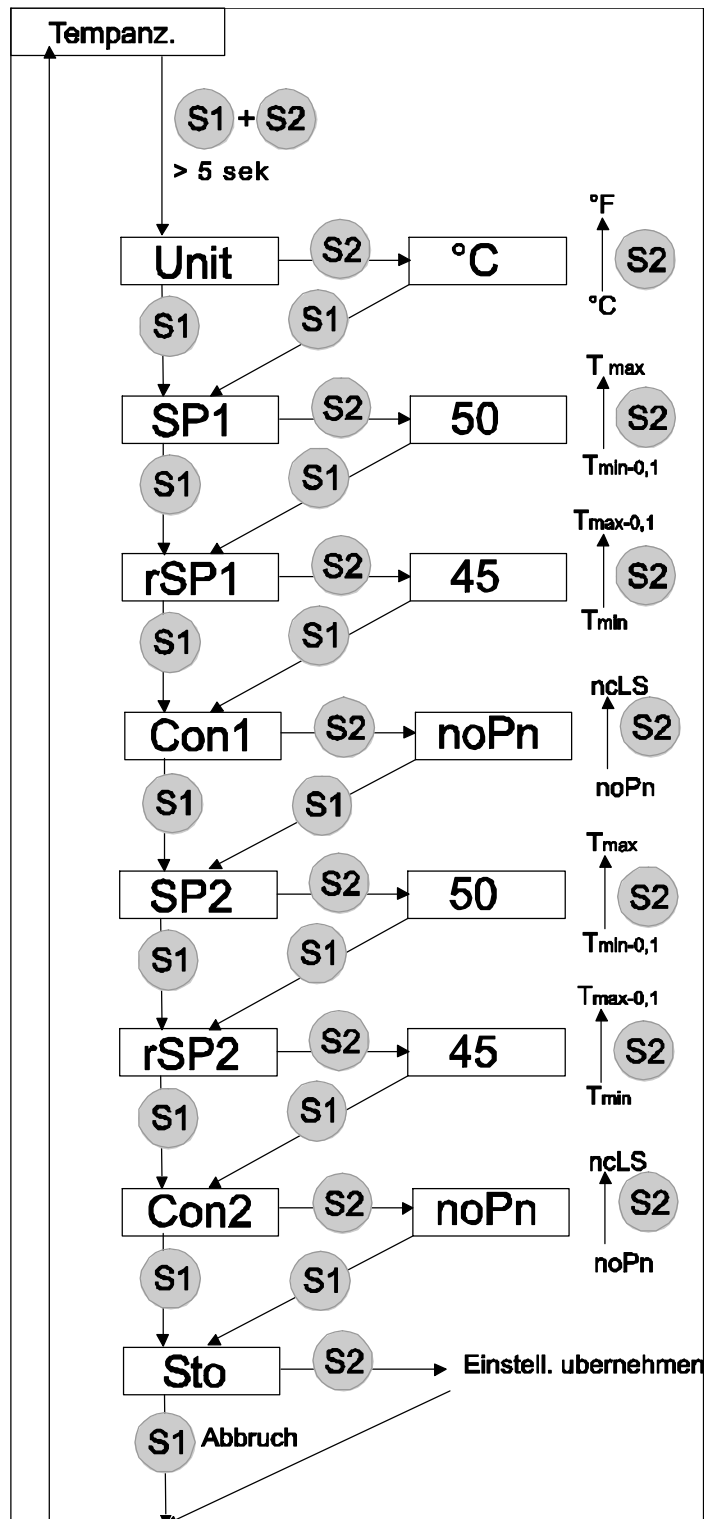 Tempanz.
S1 + S2
> 5 sek
Unit S2 °C °F S2 °C
S1 S1
SP1 S2 50 Tmax S2 Tmin-0,1
S1 S1
rSP1 S2 45 Tmax-0,1 S2 Tmin
S1 S1
Con1 S2 noPn ncLS S2 noPn
S1 S1
SP2 S2 50 Tmax S2 Tmin-0,1
S1 S1
rSP2 S2 45 Tmax-0,1 S2 Tmin
S1 S1
Con2 S2 noPn ncLS S2 noPn
S1 S1
Sto S2 Einstell. ubernehmen
S1 Abbruch